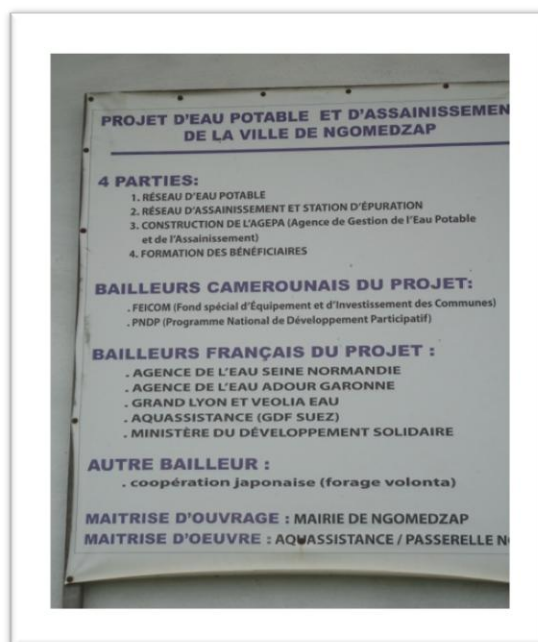 PROJET D'EAU POTABLE ET D'ASSAINISSEMEN
DE LA VILLE DE NGOMEDZAP
4 PARTIES:
1. RÉSEAU D'EAU POTABLE
2. RÉSEAU D'ASSAINISSEMENT ET STATION D'ÉPURATION
3. CONSTRUCTION DE L'AGEPA (Agence de Gestion de l'Eau Potable
et de l'Assainissement)
4. FORMATION DES BÉNÉFICIAIRES
BAILLEURS CAMEROUNAIS DU PROJET:
. FEICOM (Fond spécial d'Équipement et d'Investissement des Communes)
. PNDP (Programme National de Développement Participatif)
BAILLEURS FRANÇAIS DU PROJET :
. AGENCE DE L'EAU SEINE NORMANDIE
. AGENCE DE L'EAU ADOUR GARONNE
. GRAND LYON ET VEOLIA EAU
. AQUASSISTANCE (GDF SUEZ)
. MINISTÈRE DU DÉVELOPPEMENT SOLIDAIRE
AUTRE BAILLEUR :
. coopération japonaise (forage volonta)
MAITRISE D'OUVRAGE : MAIRIE DE NGOMEDZAP
MAITRISE D'OEUVRE : AQUASSISTANCE / PASSERELLE N